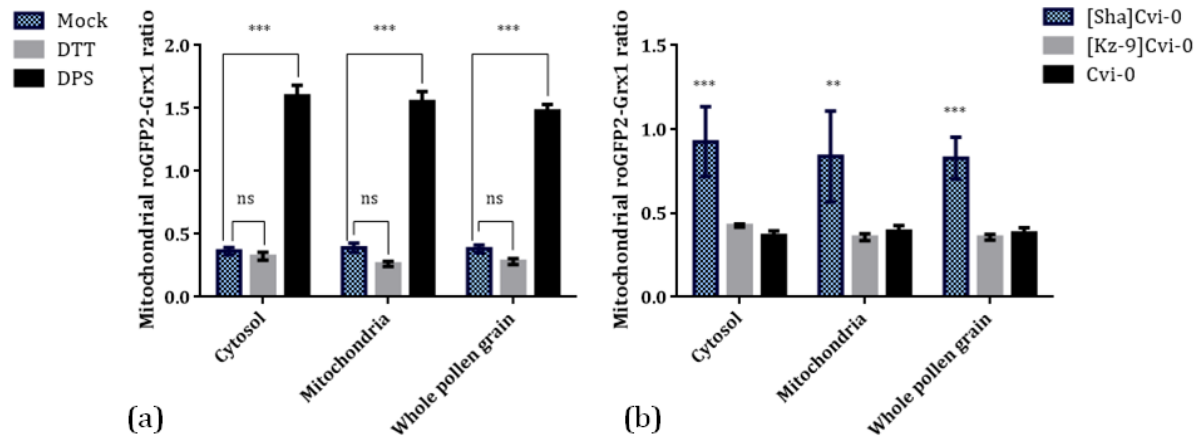 Mock
DTT
DPS
Mitochondrial roGFP2-Grx1 ratio
2.0
1.5
1.0
0.5
0.0
***
***
***
ns
ns
ns
Cytosol
Mitochondria
Whole pollen grain
(a)
[Sha]Cvi-0
[Kz-9]Cvi-0
Cvi-0
Mitochondrial roGFP2-Grx1 ratio
1.5
1.0
0.5
0.0
***
**
***
Cytosol
Mitochondria
Whole pollen grain
(b)